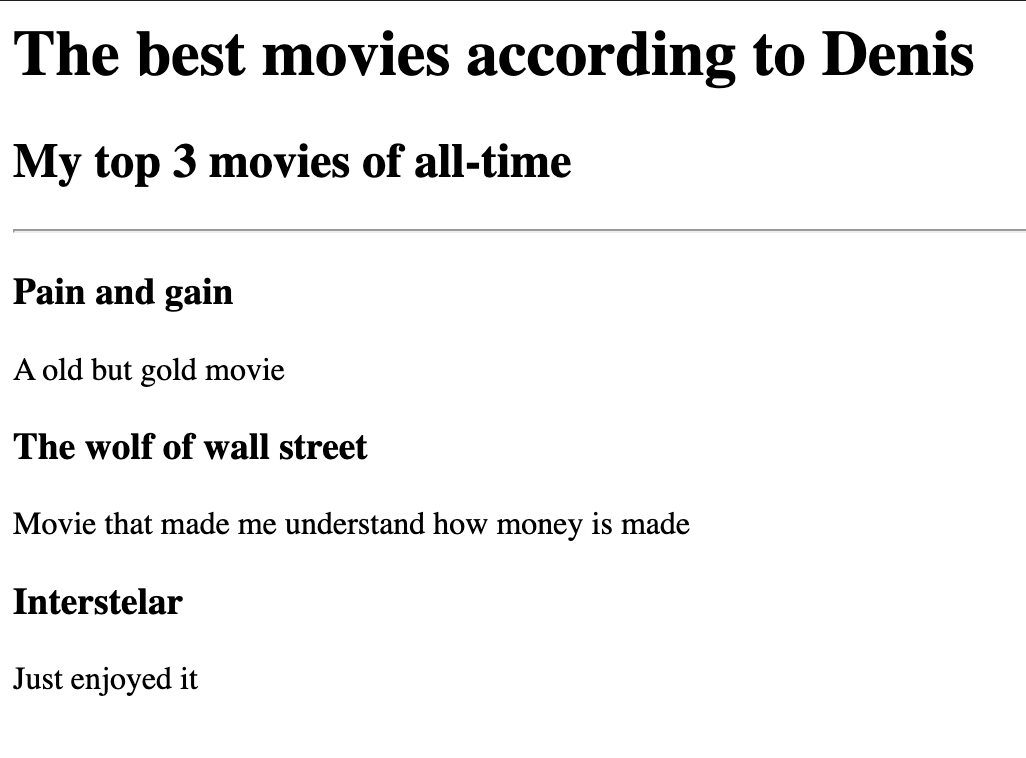 The best movies according to Denis
My top 3 movies of all-time
Pain and gain
A old but gold movie
The wolf of wall street
Movie that made me understand how money is made
Interstelar
Just enjoyed it